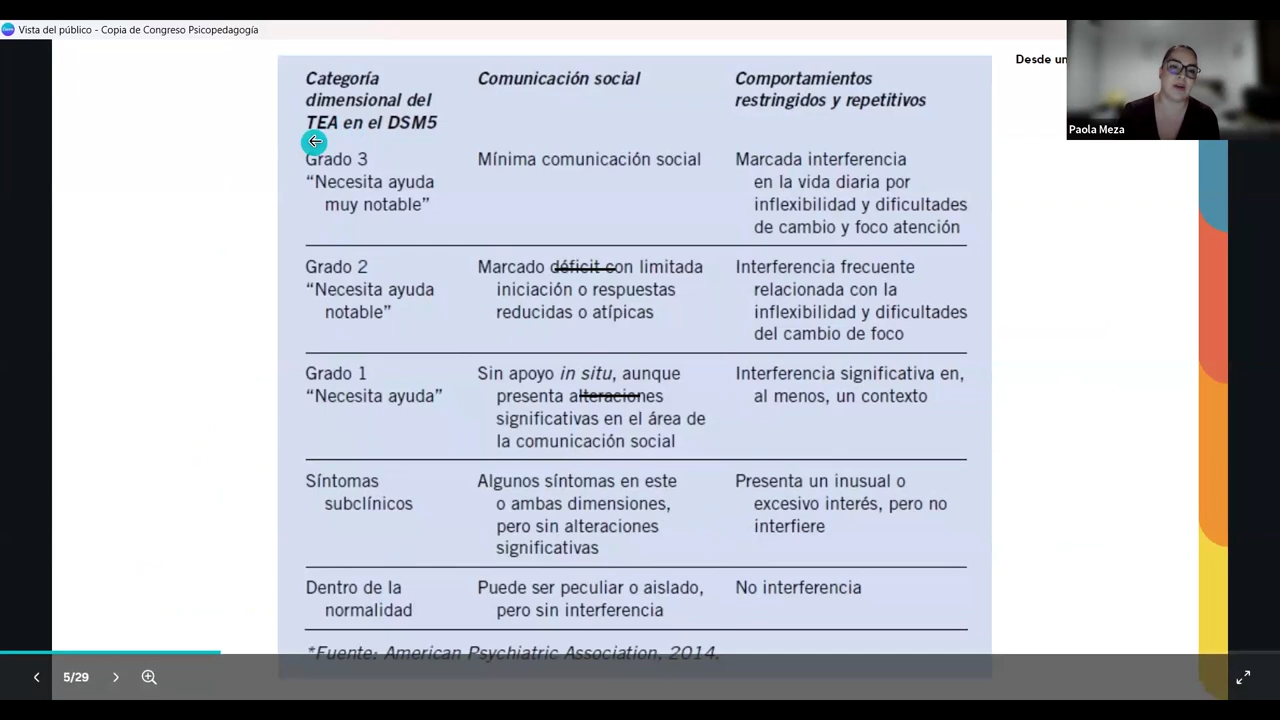 Vista del público - Copia de Congreso Psicopedagogía
Desde un
Paola Meza
Categoría
dimensional del
TEA en el DSM5
Comunicación social
Comportamientos
restringidos y repetitivos
Grado 3
“Necesita ayuda
muy notable”
Mínima comunicación social
Marcada interferencia
en la vida diaria por
inflexibilidad y dificultades
de cambio y foco atención
Grado 2
“Necesita ayuda
notable”
Marcado déficit con limitada
iniciación o respuestas
reducidas o atípicas
Interferencia frecuente
relacionada con la
inflexibilidad y dificultades
del cambio de foco
Grado 1
“Necesita ayuda”
Sin apoyo in situ, aunque
presenta alteraciones
significativas en el área de
la comunicación social
Interferencia significativa en,
al menos, un contexto
Síntomas
subclínicos
Algunos síntomas en este
o ambas dimensiones,
pero sin alteraciones
significativas
Presenta un inusual o
excesivo interés, pero no
interfiere
Dentro de la
normalidad
Puede ser peculiar o aislado,
pero sin interferencia
No interferencia
*Fuente: American Psychiatric Association, 2014.
5/29